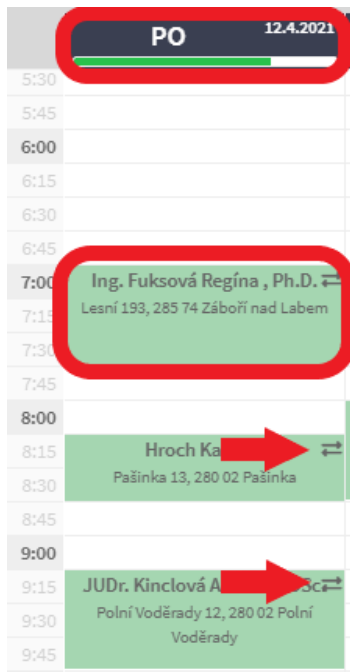 PO
12.4.2021
5:30
5:45
6:00
6:15
6:30
6:45
7:00
Ing. Fuksová Regína , Ph.D.
7:15
Lesní 193, 285 74 Záboří nad Labem
7:30
7:45
8:00
8:15
Hroch
8:30
Pašinka 13, 280 02 Pašinka
8:45
9:00
9:15
JUDr. Kinclová
9:30
Polní Voděrady 12, 280 02 Polní
Voděrady
9:45